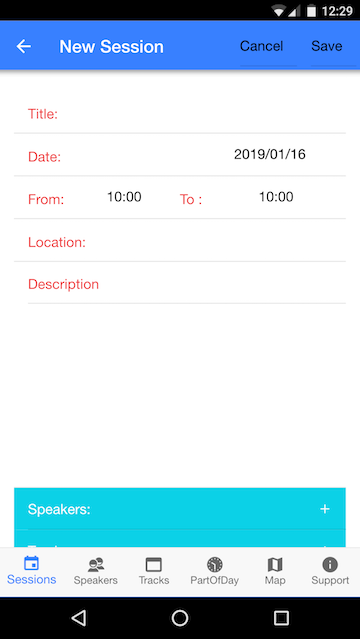 12:29
New Session Cancel Save
Title:
Date: 2019/01/16
From: 10:00 To : 10:00
Location:
Description
Speakers: +
Sessions Speakers Tracks PartOfDay Map Support